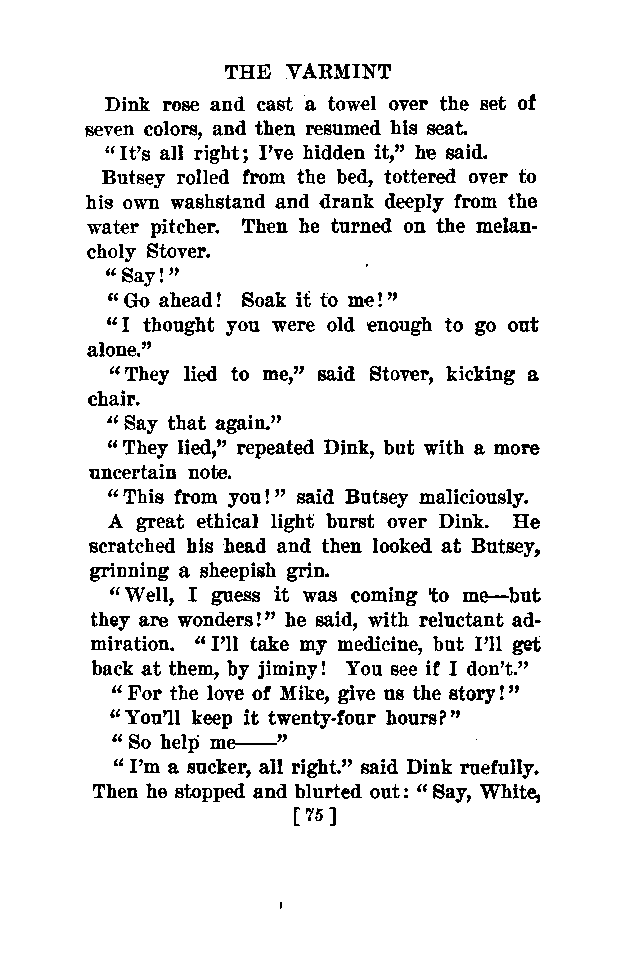 THE VARMINT
Dink rose and cast a towel over the set of
seven colors, and then resumed his seat.
“It’s all right; I’ve hidden it,” he said.
Butsey rolled from the bed, tottered over to
his own washstand and drank deeply from the
water pitcher. Then he turned on the melan-
choly Stover.
“Say!”
“Go ahead! Soak it to me!”
“I thought you were old enough to go out
alone.”
“They lied to me,” said Stover, kicking a
chair.
“Say that again.”
“They lied,” repeated Dink, but with a more
uncertain note.
“This from you!” said Butsey maliciously.
A great ethical light burst over Dink. He
scratched his head and then looked at Butsey,
grinning a sheepish grin.
“Well, I guess it was coming to me—but
they are wonders!” he said, with reluctant ad-
miration. “I’ll take my medicine, but I’ll get
back at them, by jiminy! You see if I don’t.”
“For the love of Mike, give us the story!”
“You’ll keep it twenty-four hours?”
“So help me——”
“I’m a sucker, all right.” said Dink ruefully.
Then he stopped and blurted out: “Say, White,
[75]